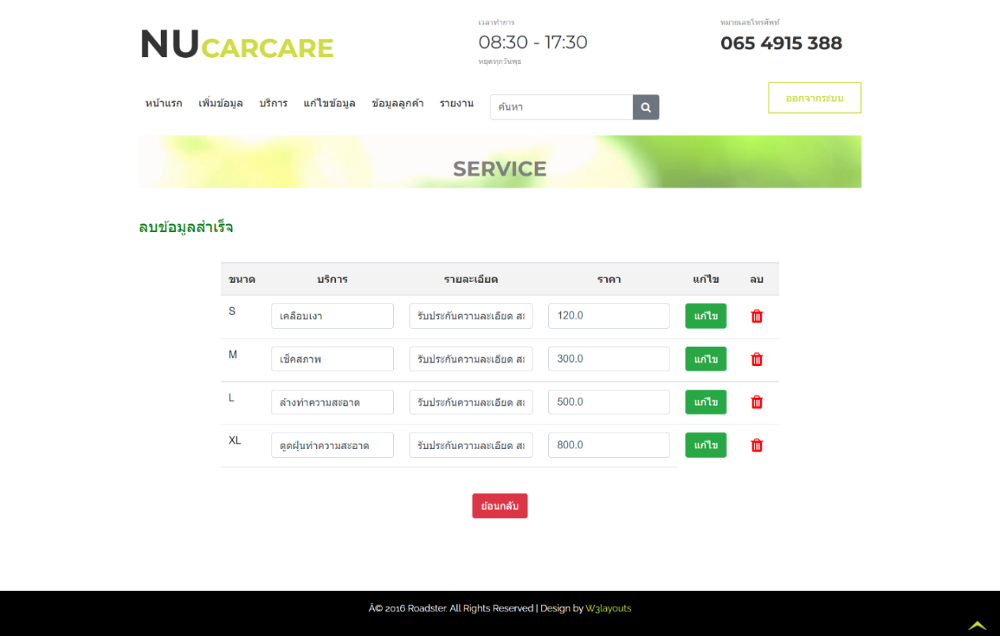 เวลาทำการ
หมายเลขโทรศัพท์
NUCARCARE
08:30 - 17:30
065 4915 388
หยุดทุกวันพุธ
หน้าแรก เพิ่มข้อมูล บริการ แก้ไขข้อมูล ข้อมูลลูกค้า รายงาน ค้นหา
ออกจากระบบ
SERVICE
ลบข้อมูลสำเร็จ
ขนาด บริการ รายละเอียด ราคา แก้ไข ลบ
S เคลือบเงา รับประกันความละเอียด 120.0 แก้ไข
M เช็คสภาพ รับประกันความละเอียด 300.0 แก้ไข
L ล้างทำความสะอาด รับประกันความละเอียด 500.0 แก้ไข
XL ดูดฝุ่นทำความสะอาด รับประกันความละเอียด 800.0 แก้ไข
ย้อนกลับ
Â© 2016 Roadster. All Rights Reserved | Design by W3layouts